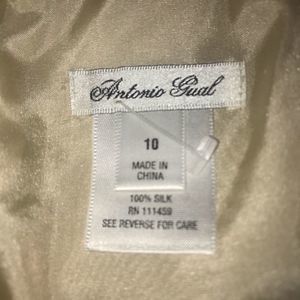 Antonio Gual
10
MADE IN
CHINA
100% SILK
RN 111459
SEE REVERSE FOR CARE